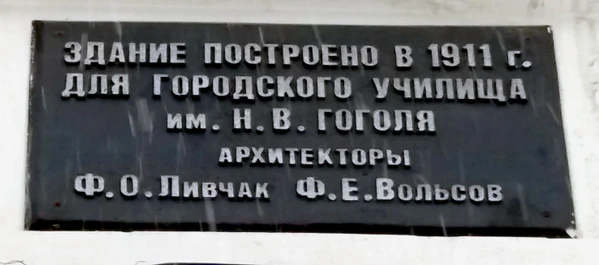 ЗДАНИЕ ПОСТРОЕНО В 1911 г.
ДЛЯ ГОРОДСКОГО УЧИЛИЩА
им. Н. В. ГОГОЛЯ
АРХИТЕКТОРЫ
Ф.О.Ливчак Ф.Е.Вольсов